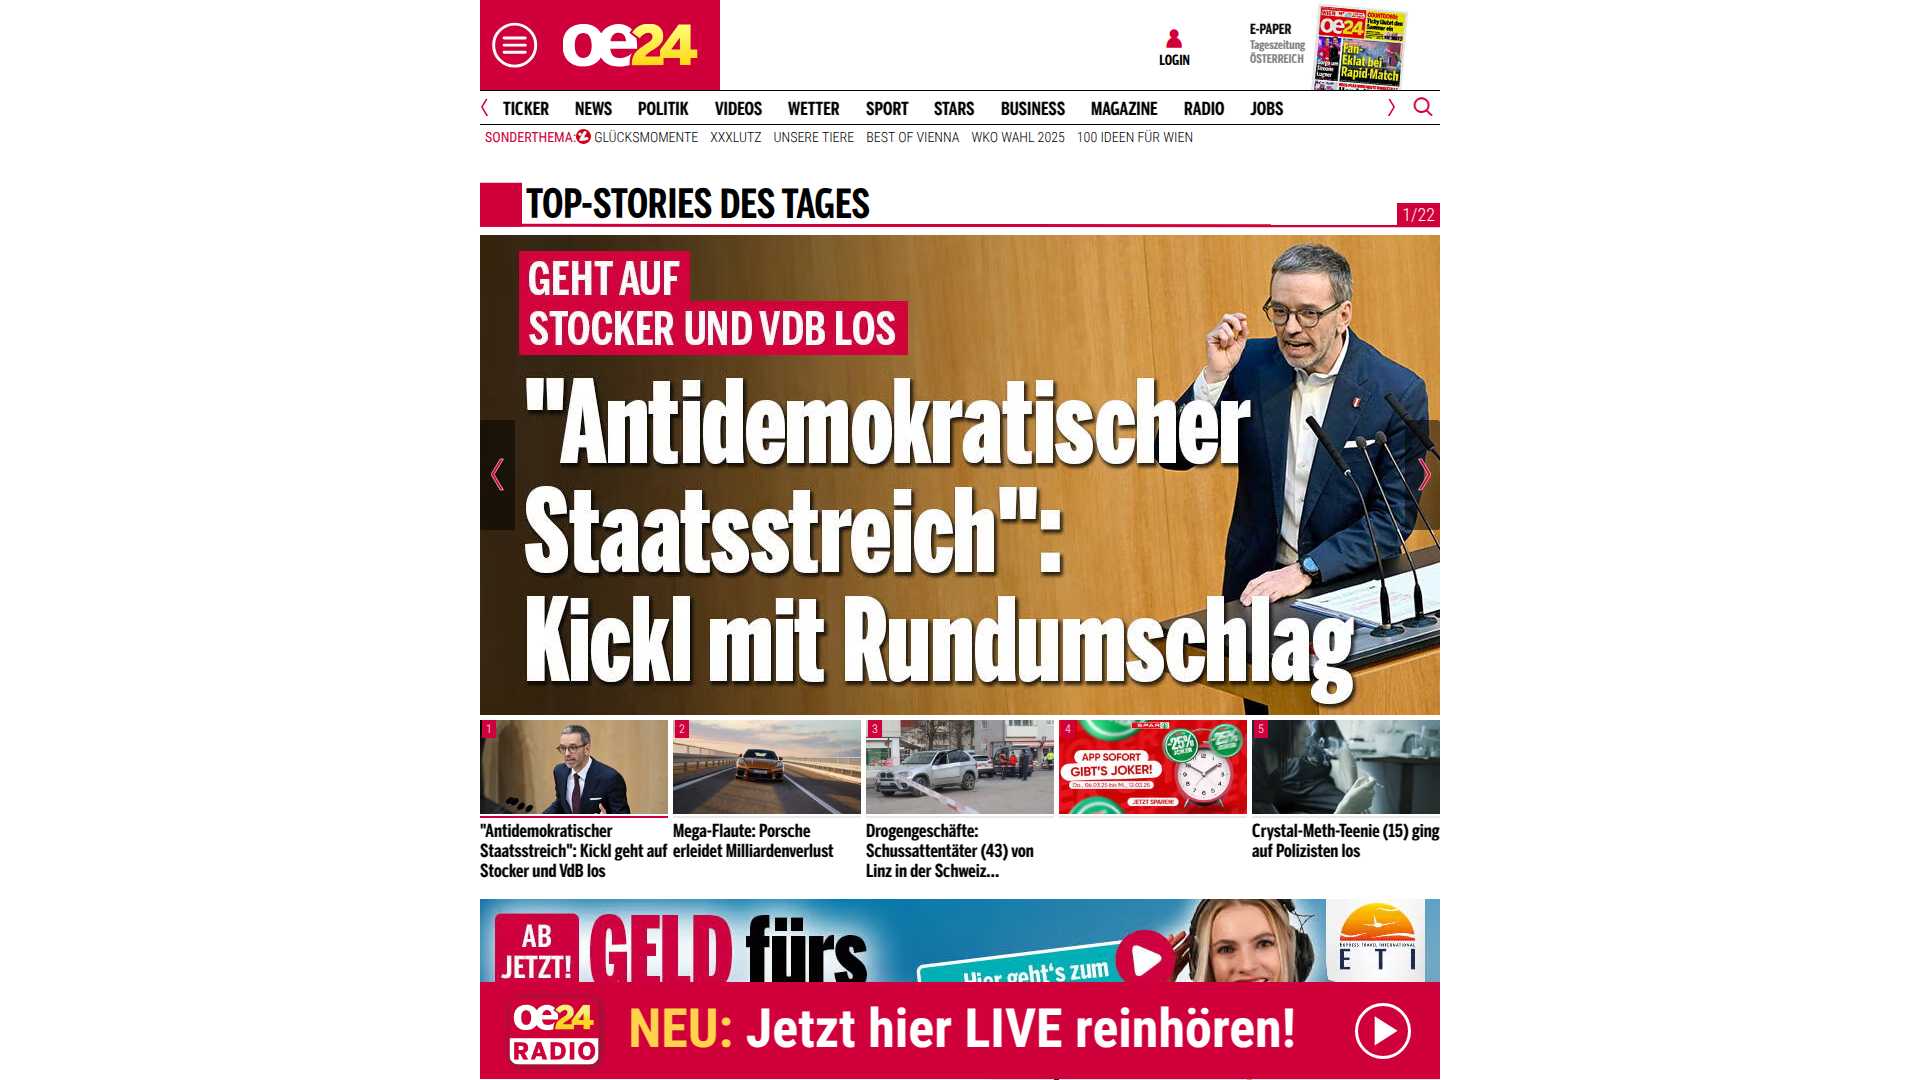 oe24
LOGIN
E-PAPER
Tageszeitung
ÖSTERREICH
oe24
Fan-
Eklat bei
Rapid-Match
TICKER NEWS POLITIK VIDEOS WETTER SPORT STARS BUSINESS MAGAZINE RADIO JOBS
SONDERTHEMA: GLÜCKSMOMENTE XXXLUTZ UNSERE TIERE BEST OF VIENNA WKO WAHL 2025 100 IDEEN FÜR WIEN
TOP-STORIES DES TAGES
1/22
GEHT AUF
STOCKER UND VDB LOS
"Antidemokratischer
Staatsstreich":
Kickl mit Rundumschlag
1
2
3
4
5
SPAR
-25%
-25%
APP SOFORT
GIBT'S JOKER!
JETZT SPAREN!
"Antidemokratischer
Staatsstreich": Kickl geht auf
Stocker und VdB los
Mega-Flaute: Porsche
erleidet Milliardenverlust
Drogengeschäfte:
Schussattentäter (43) von
Linz in der Schweiz...
Crystal-Meth-Teenie (15) ging
auf Polizisten los
AB
JETZT!
GELD fürs
Hier geht's zum
EXPRESS TRAVEL INTERNATIONAL
ETI
oe24
RADIO
NEU: Jetzt hier LIVE reinhören!